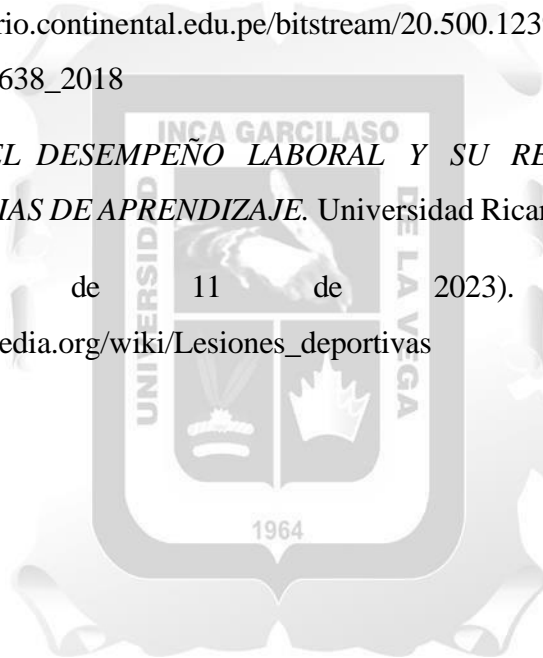 rio.continental.edu.pe/bitstream/20.500.123
638_2018
INCA GARCILASO
EL DESEMPEÑO LABORAL Y SU RE
IAS DE APRENDIZAJE. Universidad Ricar
UNIVERSIDAD
DE LA VEGA
de 11 de 2023).
edia.org/wiki/Lesiones_deportivas
1964